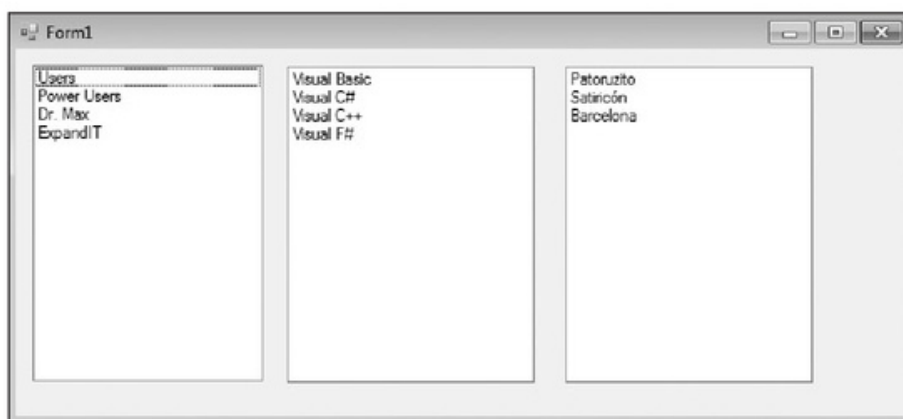 Form1
Users
Power Users
Dr. Max
ExpandIT
Visual Basic
Visual C#
Visual C++
Visual F#
Patoruzito
Satiricón
Barcelona